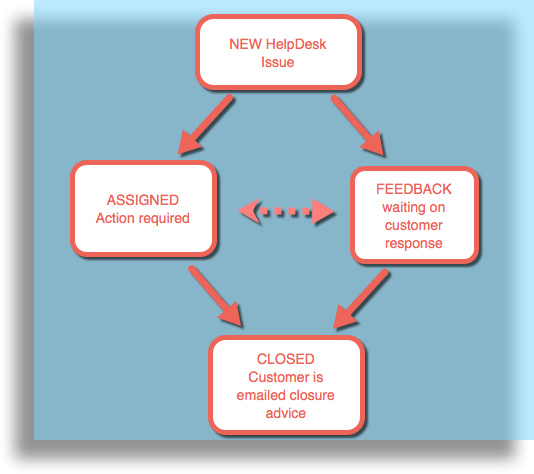 NEW HelpDesk
Issue
ASSIGNED
Action required
FEEDBACK
waiting on
customer
response
CLOSED
Customer is
emailed closure
advice